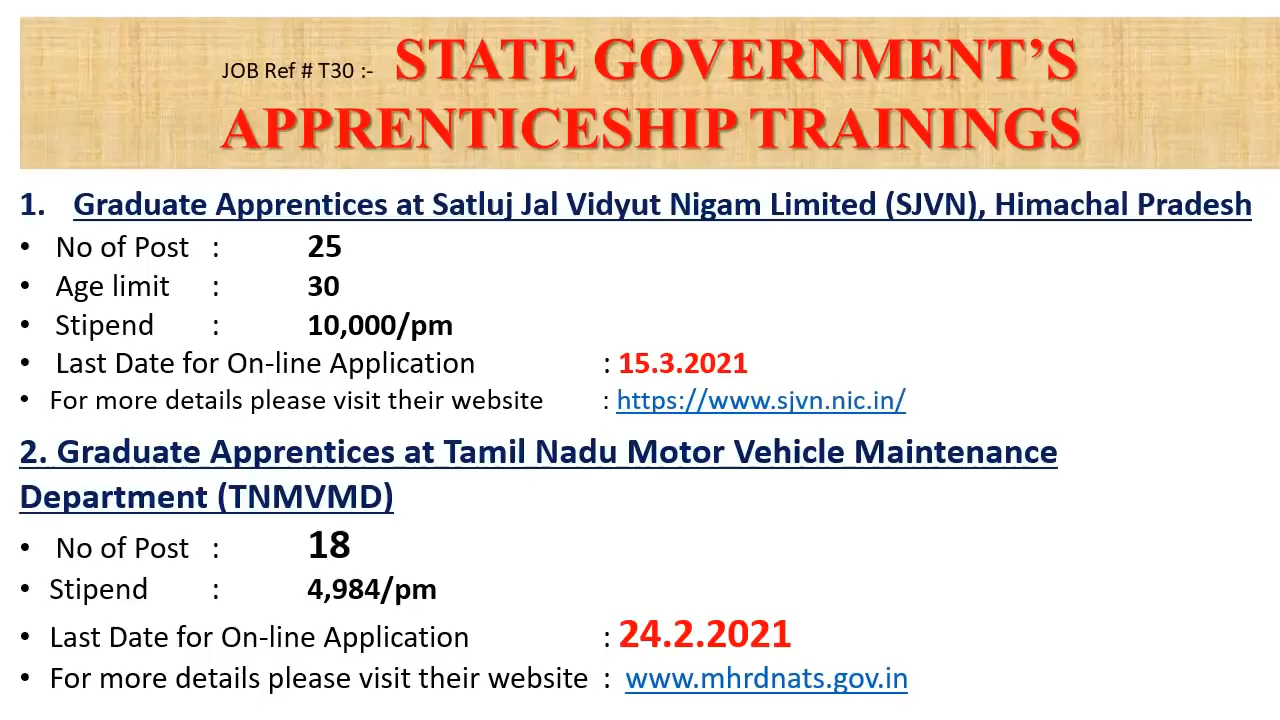 JOB Ref # T30 :- STATE GOVERNMENT’S
APPRENTICESHIP TRAININGS
1. Graduate Apprentices at Satluj Jal Vidyut Nigam Limited (SJVN), Himachal Pradesh
• No of Post : 25
• Age limit : 30
• Stipend : 10,000/pm
• Last Date for On-line Application : 15.3.2021
• For more details please visit their website : https://www.sjvn.nic.in/
2. Graduate Apprentices at Tamil Nadu Motor Vehicle Maintenance
Department (TNMVMD)
• No of Post : 18
• Stipend : 4,984/pm
• Last Date for On-line Application : 24.2.2021
• For more details please visit their website : www.mhrdnats.gov.in